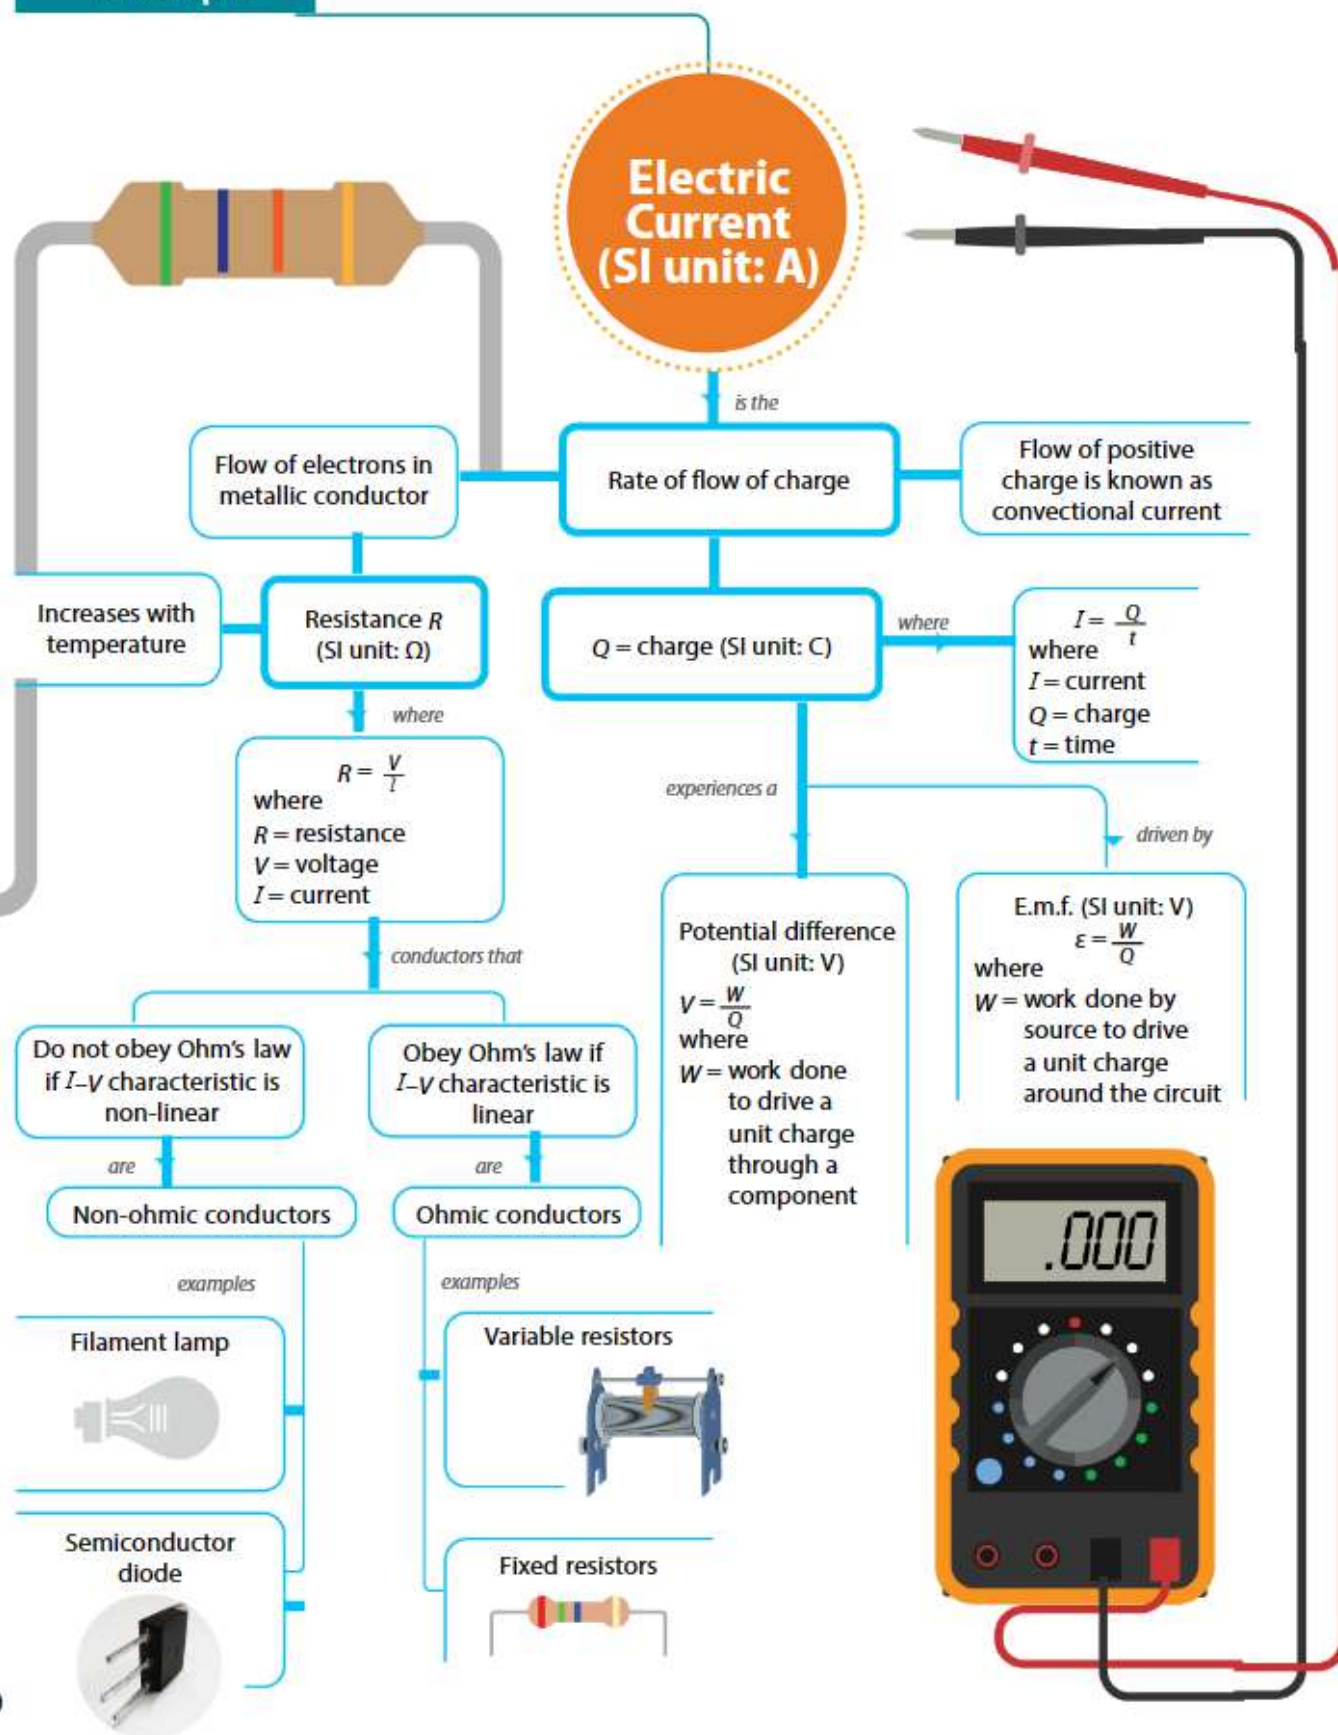 Electric
Current
(SI unit: A)
is the
Flow of electrons in
metallic conductor
Rate of flow of charge
Flow of positive
charge is known as
convectional current
Increases with
temperature
Resistance R
(SI unit: Ω)
Q = charge (SI unit: C)
where
I = Q/t
where
I = current
Q = charge
t = time
where
R = V/I
where
R = resistance
V = voltage
I = current
experiences a
driven by
conductors that
Potential difference
(SI unit: V)
V = W/Q
where
W = work done
to drive a
unit charge
through a
component
E.m.f. (SI unit: V)
ε = W/Q
where
W = work done by
source to drive
a unit charge
around the circuit
Do not obey Ohm's law
if I–V characteristic is
non-linear
Obey Ohm's law if
I–V characteristic is
linear
are
are
Non-ohmic conductors
Ohmic conductors
.000
examples
examples
Filament lamp
Variable resistors
Semiconductor
diode
Fixed resistors